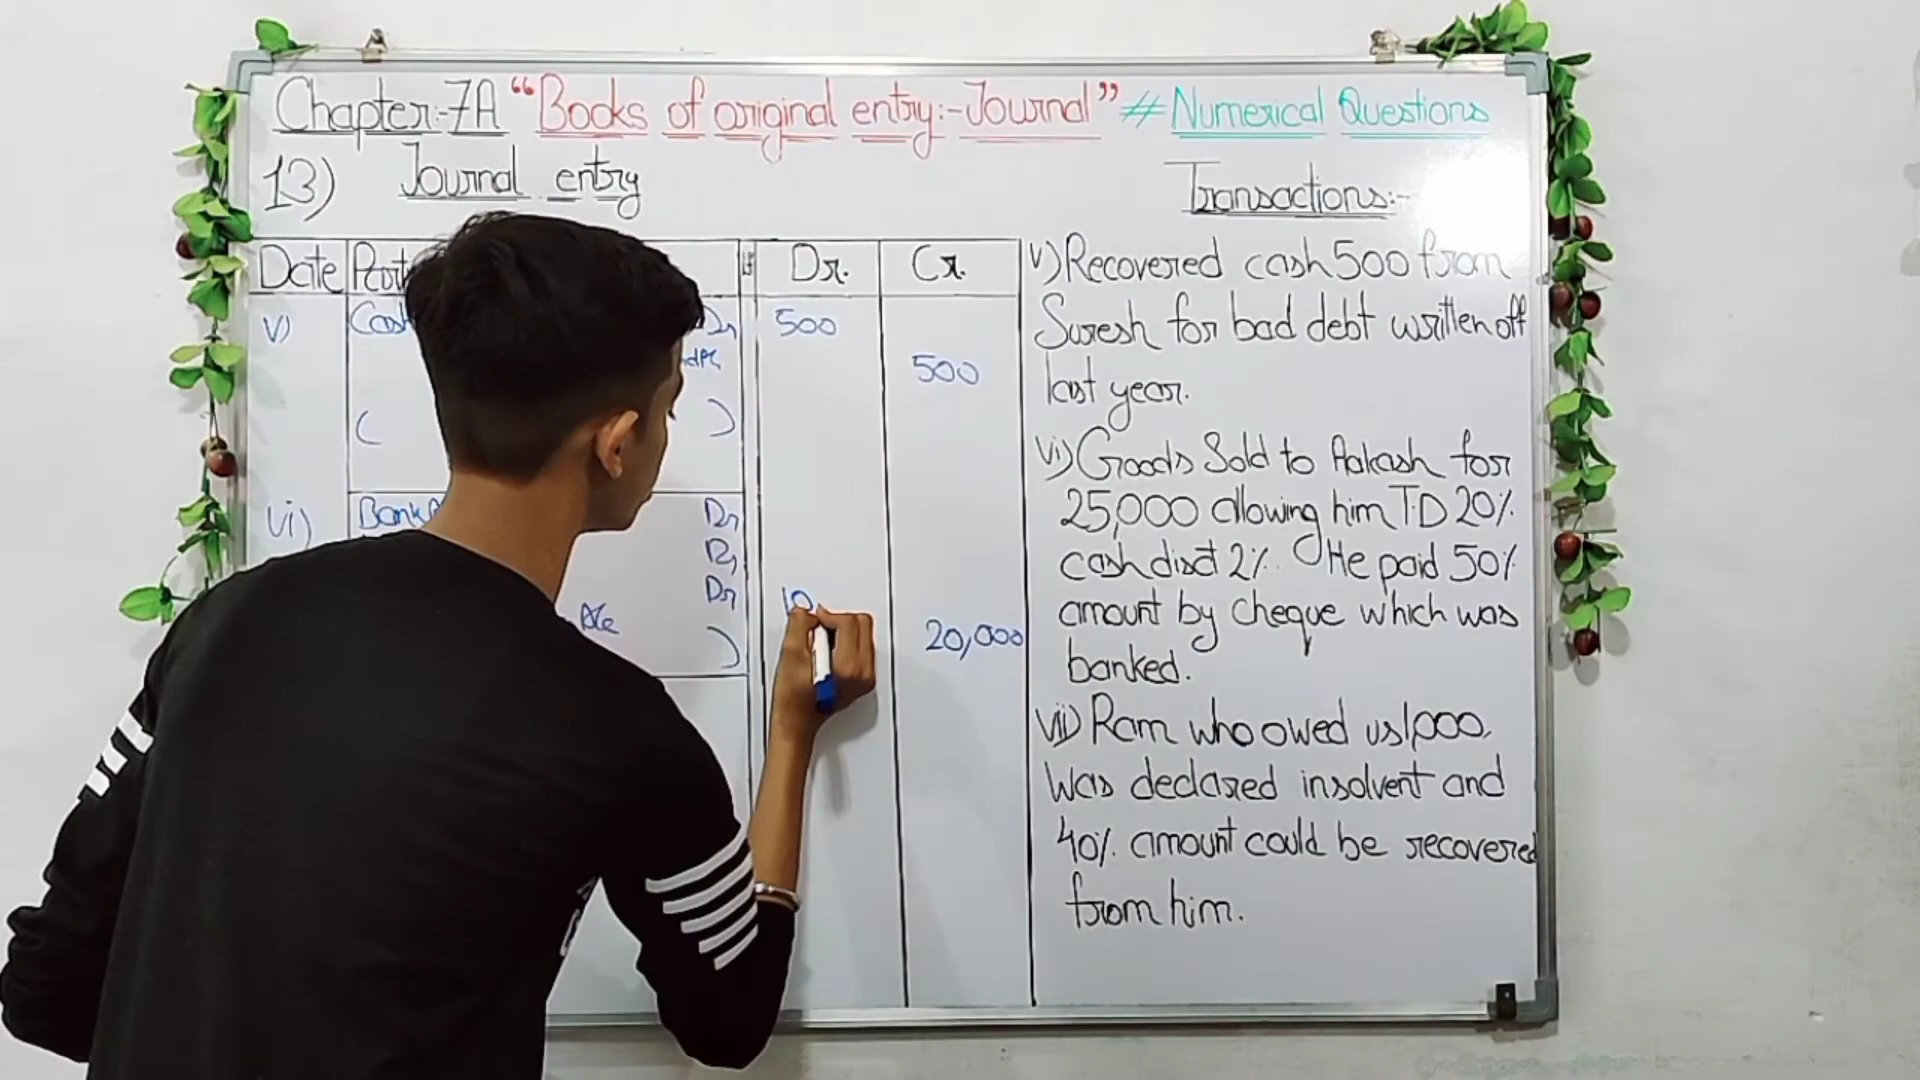 Chapter:-7A "Books of original entry:-Journal" # Numerical Questions
13) Journal entry
Date Dr. Cr.
v) Dr 500
500
( )
vi) Bank Dr
Dr
Dr 10
A/c 20,000
)
Transactions:-
v) Recovered cash 500 from
Suresh for bad debt written off
last year.
vi) Goods Sold to Aakash for
25,000 allowing him T.D 20%
cash disct 2%. He paid 50%
amount by cheque which was
banked.
vii) Ram who owed us 1,000.
Was declared insolvent and
40% amount could be recovered
from him.